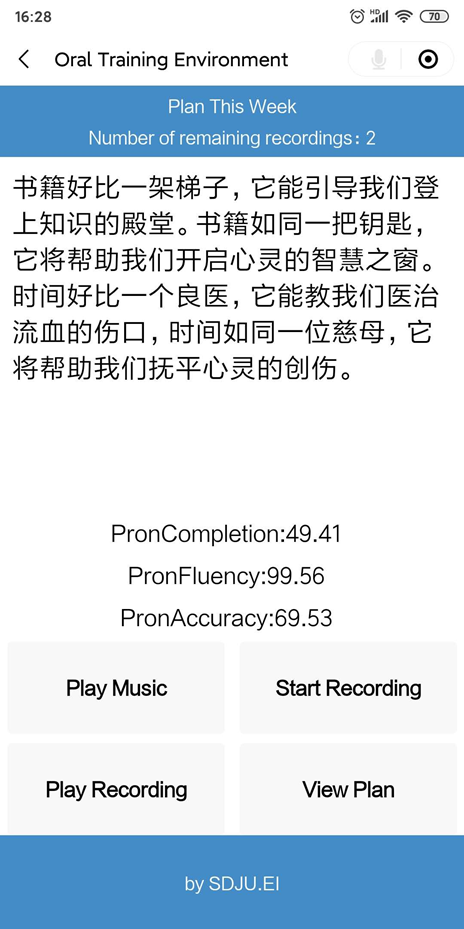 16:28
HD
70
Oral Training Environment
Plan This Week
Number of remaining recordings: 2
书籍好比一架梯子，它能引导我们登
上知识的殿堂。书籍如同一把钥匙，
它将帮助我们开启心灵的智慧之窗。
时间好比一个良医，它能教我们医治
流血的伤口，时间如同一位慈母，它
将帮助我们抚平心灵的创伤。
PronCompletion:49.41
PronFluency:99.56
PronAccuracy:69.53
Play Music
Start Recording
Play Recording
View Plan
by SDJU.EI